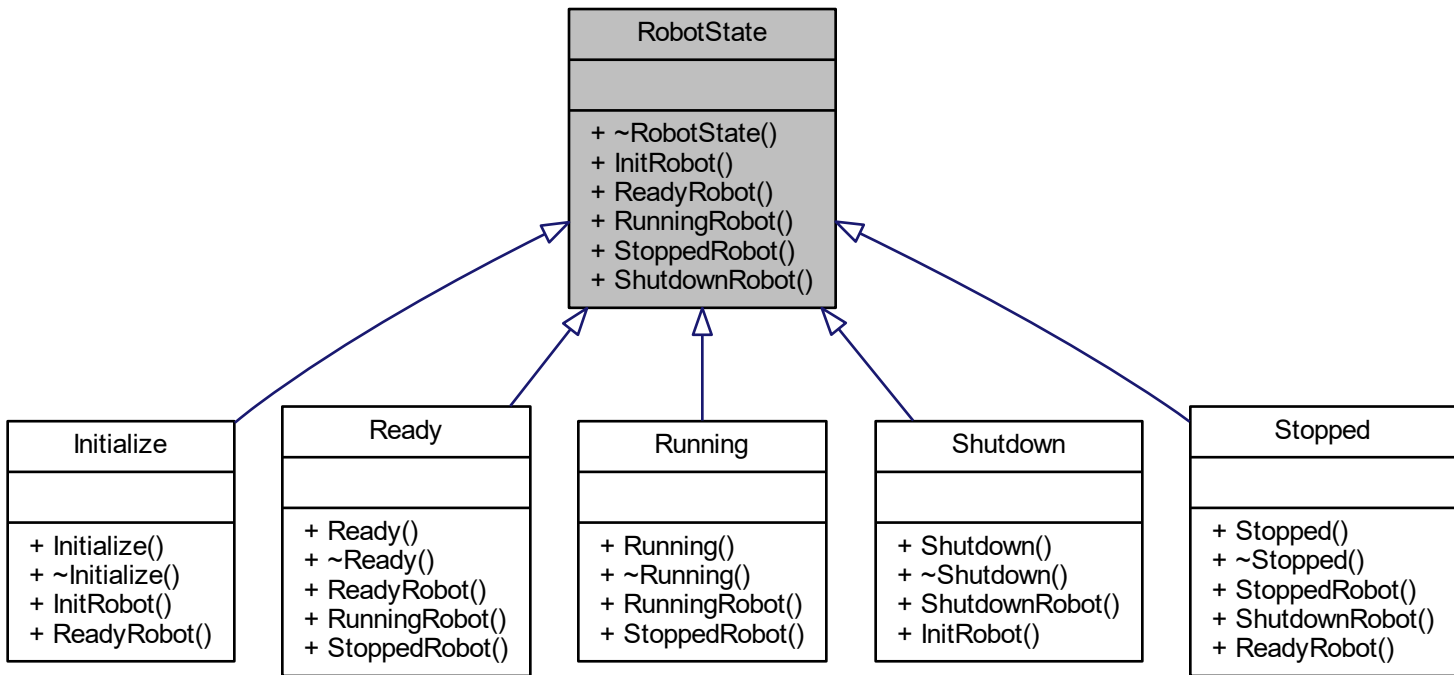 RobotState
+ ~RobotState()
+ InitRobot()
+ ReadyRobot()
+ RunningRobot()
+ StoppedRobot()
+ ShutdownRobot()
Initialize
+ Initialize()
+ ~Initialize()
+ InitRobot()
+ ReadyRobot()
Ready
+ Ready()
+ ~Ready()
+ ReadyRobot()
+ RunningRobot()
+ StoppedRobot()
Running
+ Running()
+ ~Running()
+ RunningRobot()
+ StoppedRobot()
Shutdown
+ Shutdown()
+ ~Shutdown()
+ ShutdownRobot()
+ InitRobot()
Stopped
+ Stopped()
+ ~Stopped()
+ StoppedRobot()
+ ShutdownRobot()
+ ReadyRobot()